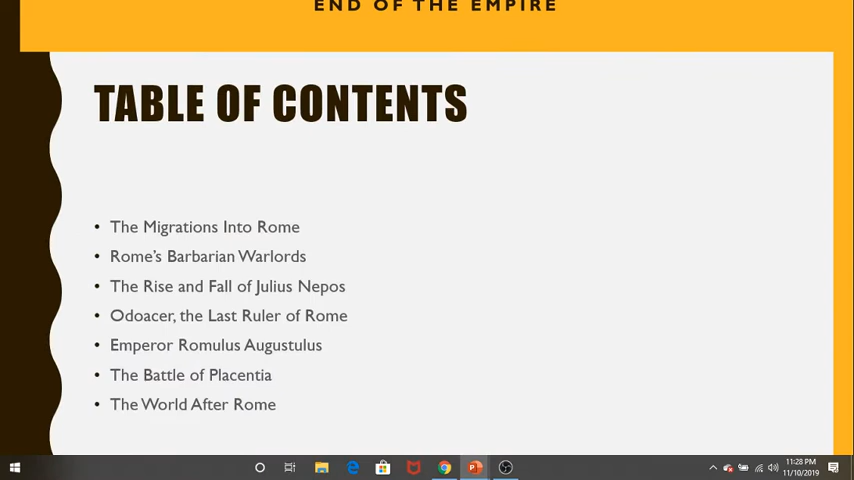 END OF THE EMPIRE
TABLE OF CONTENTS
• The Migrations Into Rome
• Rome's Barbarian Warlords
• The Rise and Fall of Julius Nepos
• Odoacer, the Last Ruler of Rome
• Emperor Romulus Augustulus
• The Battle of Placentia
• The World After Rome
11:28 PM
11/10/2019